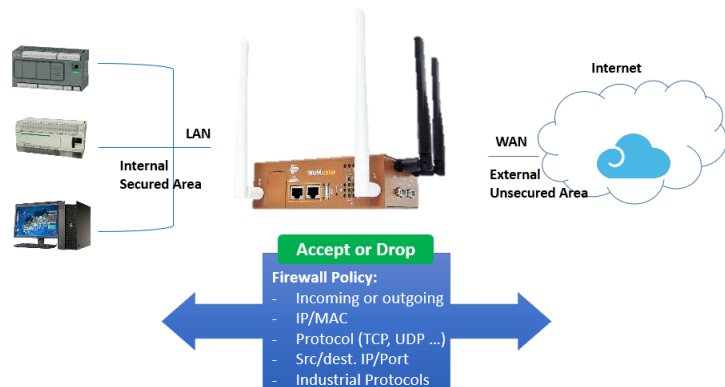 Internet
LAN
WAN
Internal
Secured Area
External
Unsecured Area
WoMaster
Accept or Drop
Firewall Policy:
- Incoming or outgoing
- IP/MAC
- Protocol (TCP, UDP ...)
- Src/dest. IP/Port
- Industrial Protocols